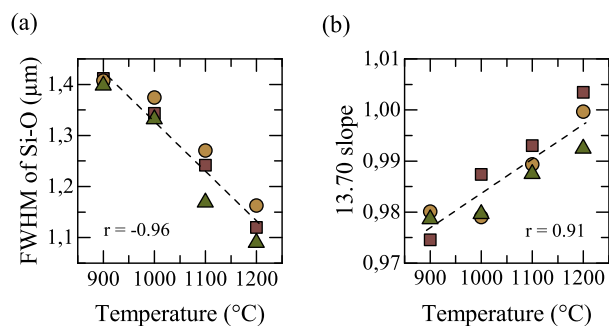 (a)
FWHM of Si-O (μm)
1,4
1,3
1,2
1,1
r = -0.96
900 1000 1100 1200
Temperature (°C)
(b)
13.70 slope
1,01
1,00
0,99
0,98
0,97
r = 0.91
900 1000 1100 1200
Temperature (°C)